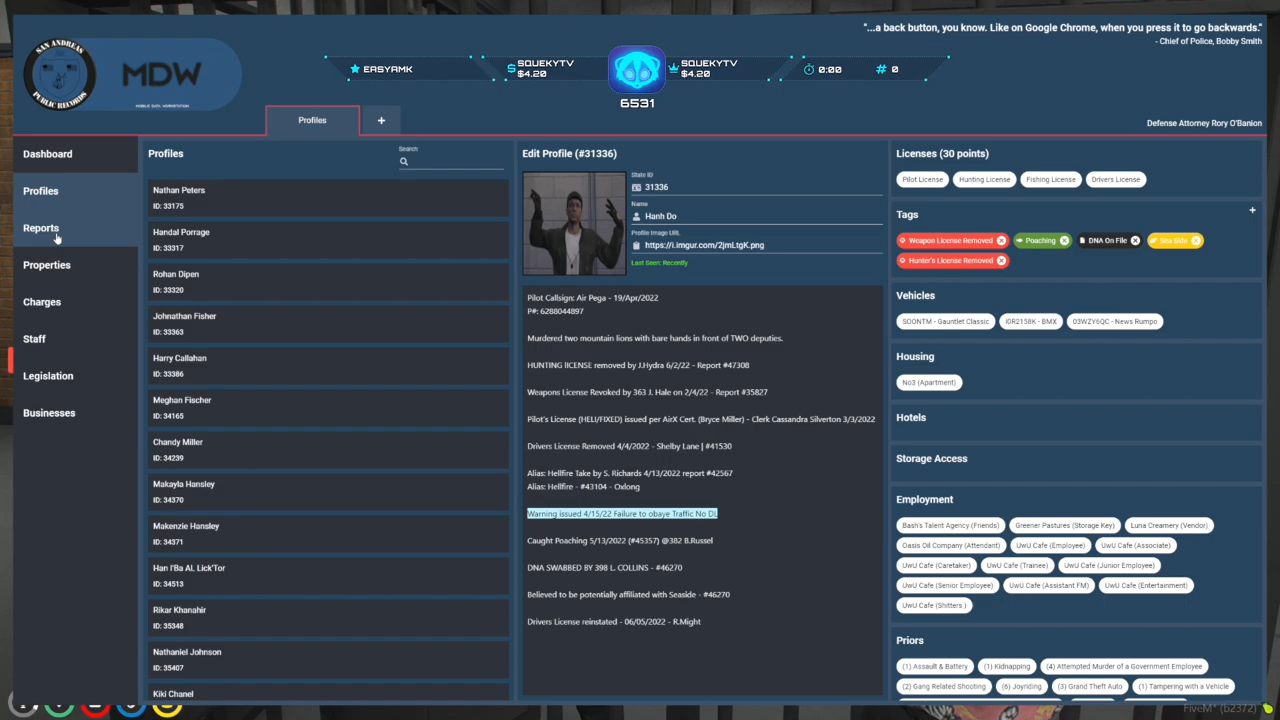 "...a back button, you know. Like on Google Chrome, when you press it to go backwards."
- Chief of Police, Bobby Smith
SAN ANDREAS
PUBLIC RECORDS
MDW
MOBILE DATA WORKSTATION
EASYAMK
SQUEKYTV
$4.20
6531
SQUEKYTV
$4.20
0:00
# 0
Profiles
+
Defense Attorney Rory O'Banion
Dashboard
Profiles
Reports
Properties
Charges
Staff
Legislation
Businesses
Profiles
Search
Nathan Peters
ID: 33175
Handal Porrage
ID: 33317
Rohan Dipen
ID: 33320
Johnathan Fisher
ID: 33363
Harry Callahan
ID: 33386
Meghan Fischer
ID: 34165
Chandy Miller
ID: 34239
Makayla Hansley
ID: 34370
Makenzie Hansley
ID: 34371
Han I'Ba AL Lick'Tor
ID: 34513
Rikar Khanahir
ID: 35348
Nathaniel Johnson
ID: 35407
Kiki Chanel
Edit Profile (#31336)
State ID
31336
Name
Hanh Do
Profile Image URL
https://i.imgur.com/2jmLtgK.png
Last Seen: Recently
Pilot Callsign: Air Pega - 19/Apr/2022
P#: 6288044897
Murdered two mountain lions with bare hands in front of TWO deputies.
HUNTING lICENSE removed by J.Hydra 6/2/22 - Report #47308
Weapons License Revoked by 363 J. Hale on 2/4/22 - Report #35827
Pilot's License (HELI/FIXED) issued per AirX Cert. (Bryce Miller) - Clerk Cassandra Silverton 3/3/2022
Drivers License Removed 4/4/2022 - Shelby Lane | #41530
Alias: Hellfire Take by S. Richards 4/13/2022 report #42567
Alias: Hellfire - #43104 - Oxlong
Warning issued 4/15/22 Failure to obaye Traffic No DL
Caught Poaching 5/13/2022 (#45357) @382 B.Russel
DNA SWABBED BY 398 L. COLLINS - #46270
Believed to be potentially affiliated with Seaside - #46270
Drivers License reinstated - 06/05/2022 - R.Might
Licenses (30 points)
Pilot License Hunting License Fishing License Drivers License
Tags +
Weapon License Removed Poaching DNA On File Sea Side
Hunter's License Removed
Vehicles
SOONTM - Gauntlet Classic I0R2158K - BMX 03WZY6QC - News Rumpo
Housing
No3 (Apartment)
Hotels
Storage Access
Employment
Bash's Talent Agency (Friends) Greener Pastures (Storage Key) Luna Creamery (Vendor)
Oasis Oil Company (Attendant) UwU Cafe (Employee) UwU Cafe (Associate)
UwU Cafe (Caretaker) UwU Cafe (Trainee) UwU Cafe (Junior Employee)
UwU Cafe (Senior Employee) UwU Cafe (Assistant FM) UwU Cafe (Entertainment)
UwU Cafe (Shitters )
Priors
(1) Assault & Battery (1) Kidnapping (4) Attempted Murder of a Government Employee
(2) Gang Related Shooting (6) Joyriding (3) Grand Theft Auto (1) Tampering with a Vehicle
FiveM* (b2372)